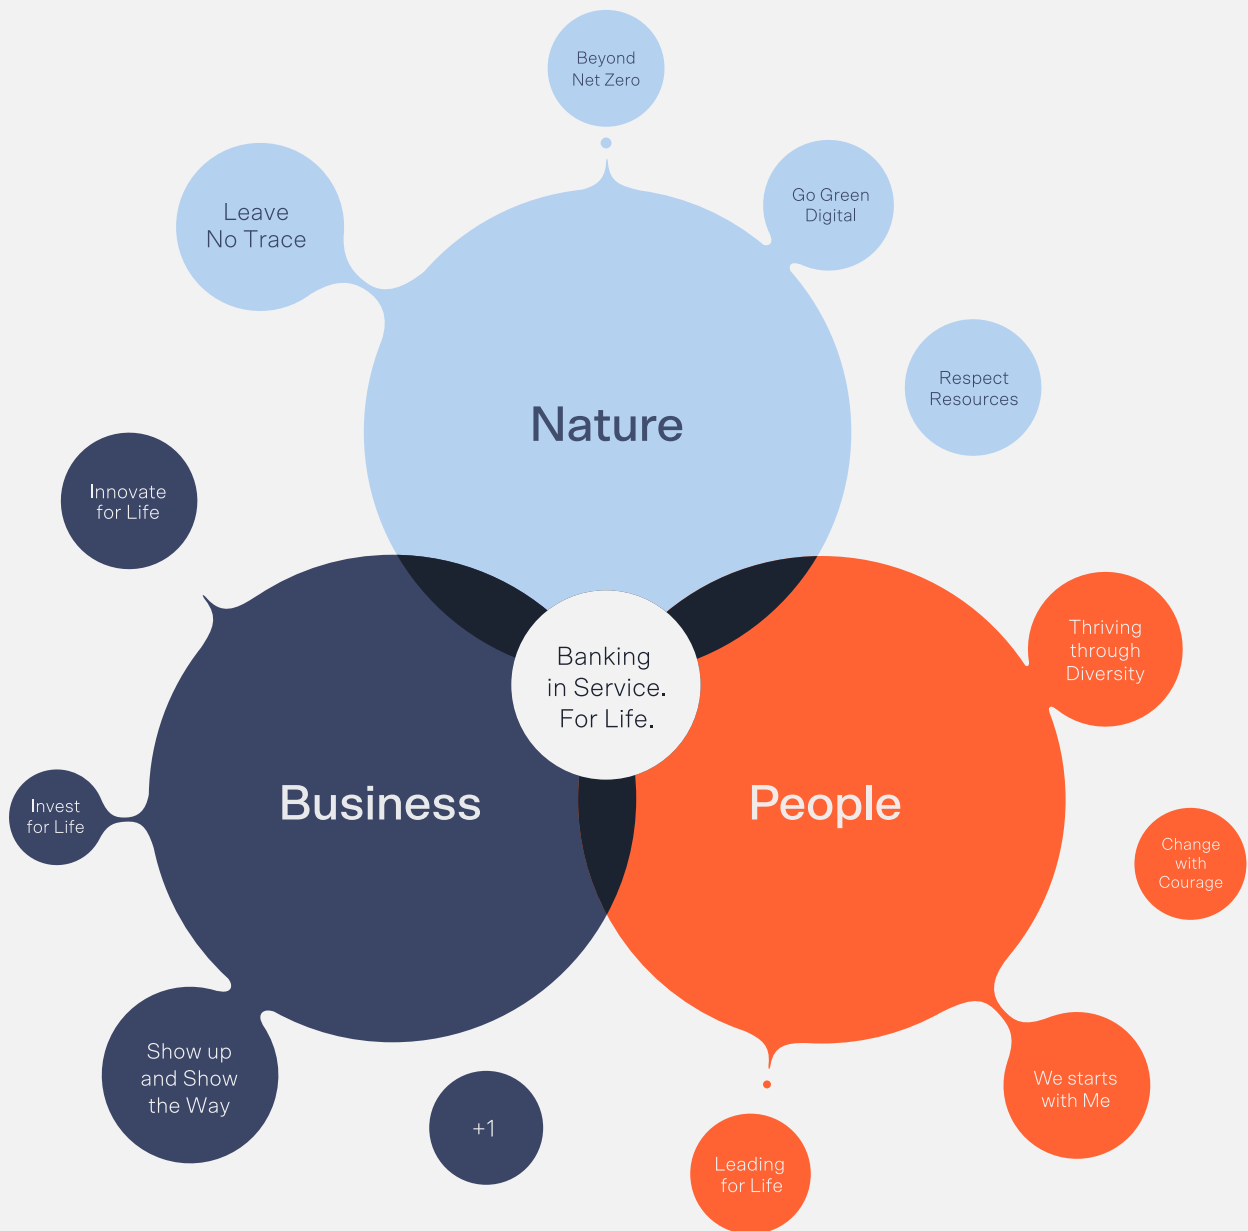 Beyond
Net Zero
Go Green
Digital
Leave
No Trace
Respect
Resources
Nature
Innovate
for Life
Thriving
through
Diversity
Banking
in Service.
For Life.
Business
People
Invest
for Life
Change
with
Courage
Show up
and Show
the Way
We starts
with Me
+1
Leading
for Life